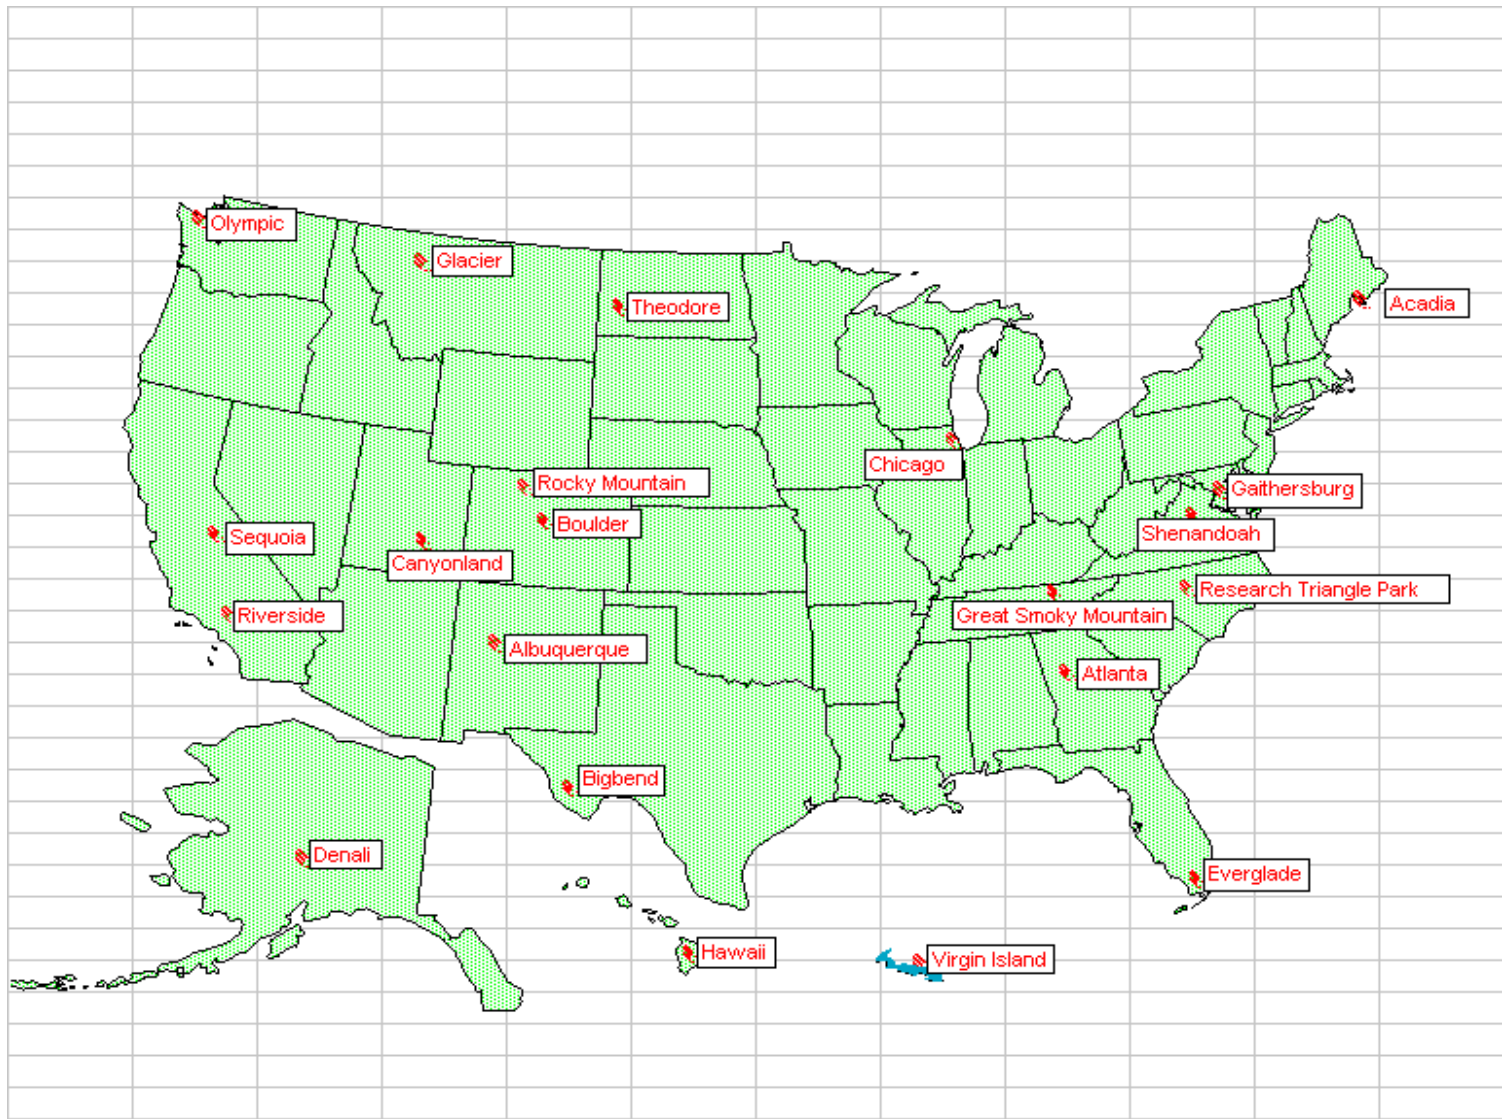 Olympic
Glacier
Theodore
Acadia
Chicago
Rocky Mountain
Gaithersburg
Boulder
Sequoia
Shenandoah
Canyonland
Research Triangle Park
Riverside
Great Smoky Mountain
Albuquerque
Atlanta
Bigbend
Denali
Everglade
Hawaii
Virgin Island